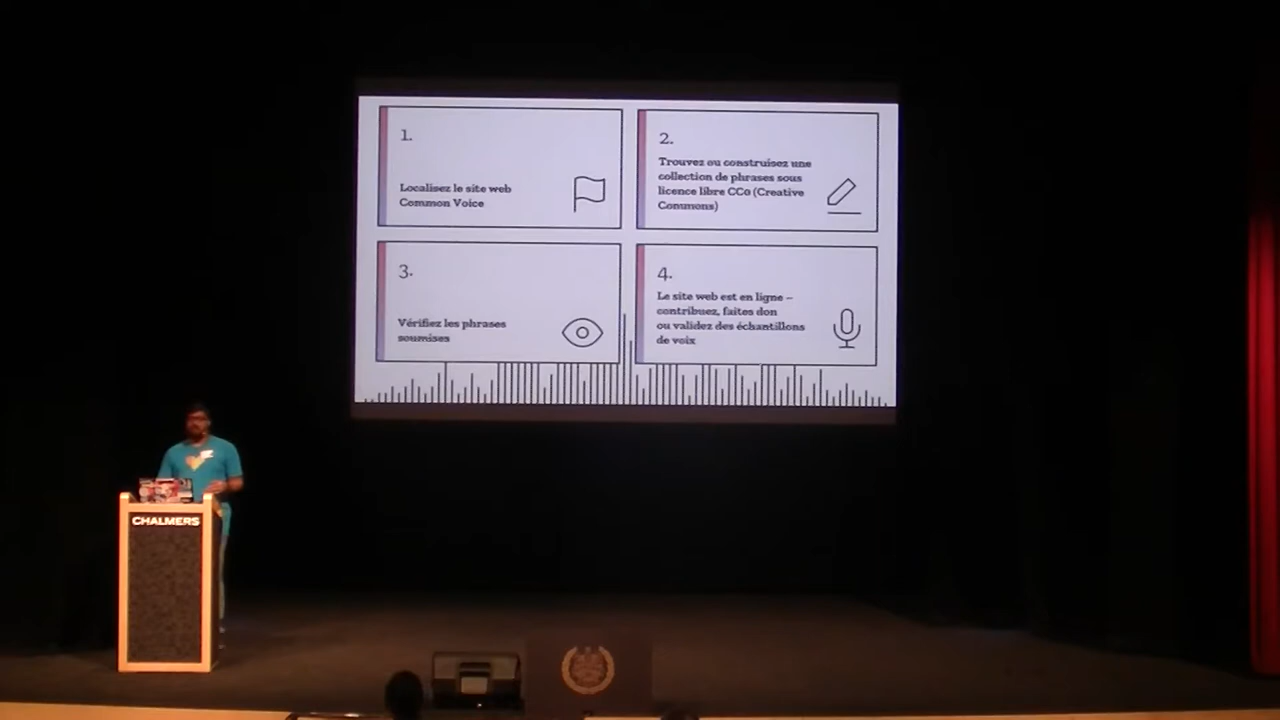 1.
Localisez le site web
Common Voice
2.
Trouvez ou construisez une
collection de phrases sous
licence libre CC0 (Creative
Commons)
3.
Vérifiez les phrases
soumises
4.
Le site web est en ligne –
contribuez, faites don
ou validez des échantillons
de voix
CHALMERS